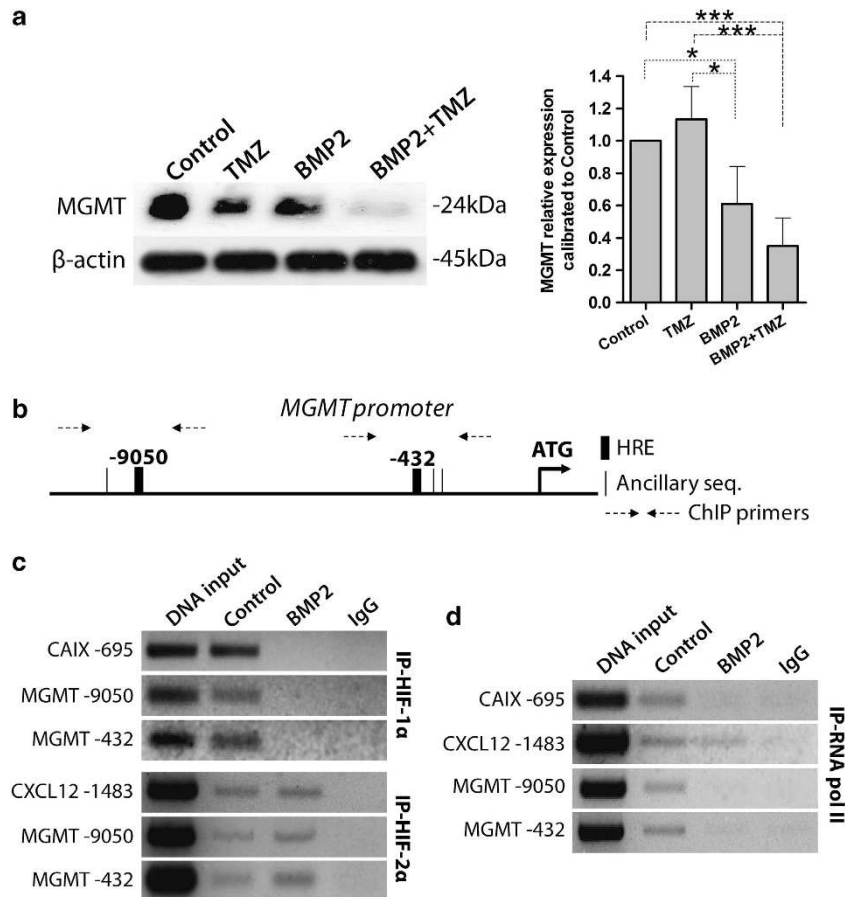 a
Control
TMZ
BMP2
BMP2+TMZ
MGMT
-24kDa
β-actin
-45kDa
***
***
*
*
MGMT relative expression
calibrated to Control
1.4
1.2
1.0
0.8
0.6
0.4
0.2
0.0
Control
TMZ
BMP2
BMP2+TMZ
b
MGMT promoter
-9050
-432
ATG
HRE
Ancillary seq.
ChIP primers
c
DNA input
Control
BMP2
IgG
CAIX -695
MGMT -9050
MGMT -432
IP-HIF-1α
CXCL12 -1483
MGMT -9050
MGMT -432
IP-HIF-2α
d
DNA input
Control
BMP2
IgG
CAIX -695
CXCL12 -1483
MGMT -9050
MGMT -432
IP-RNA pol II